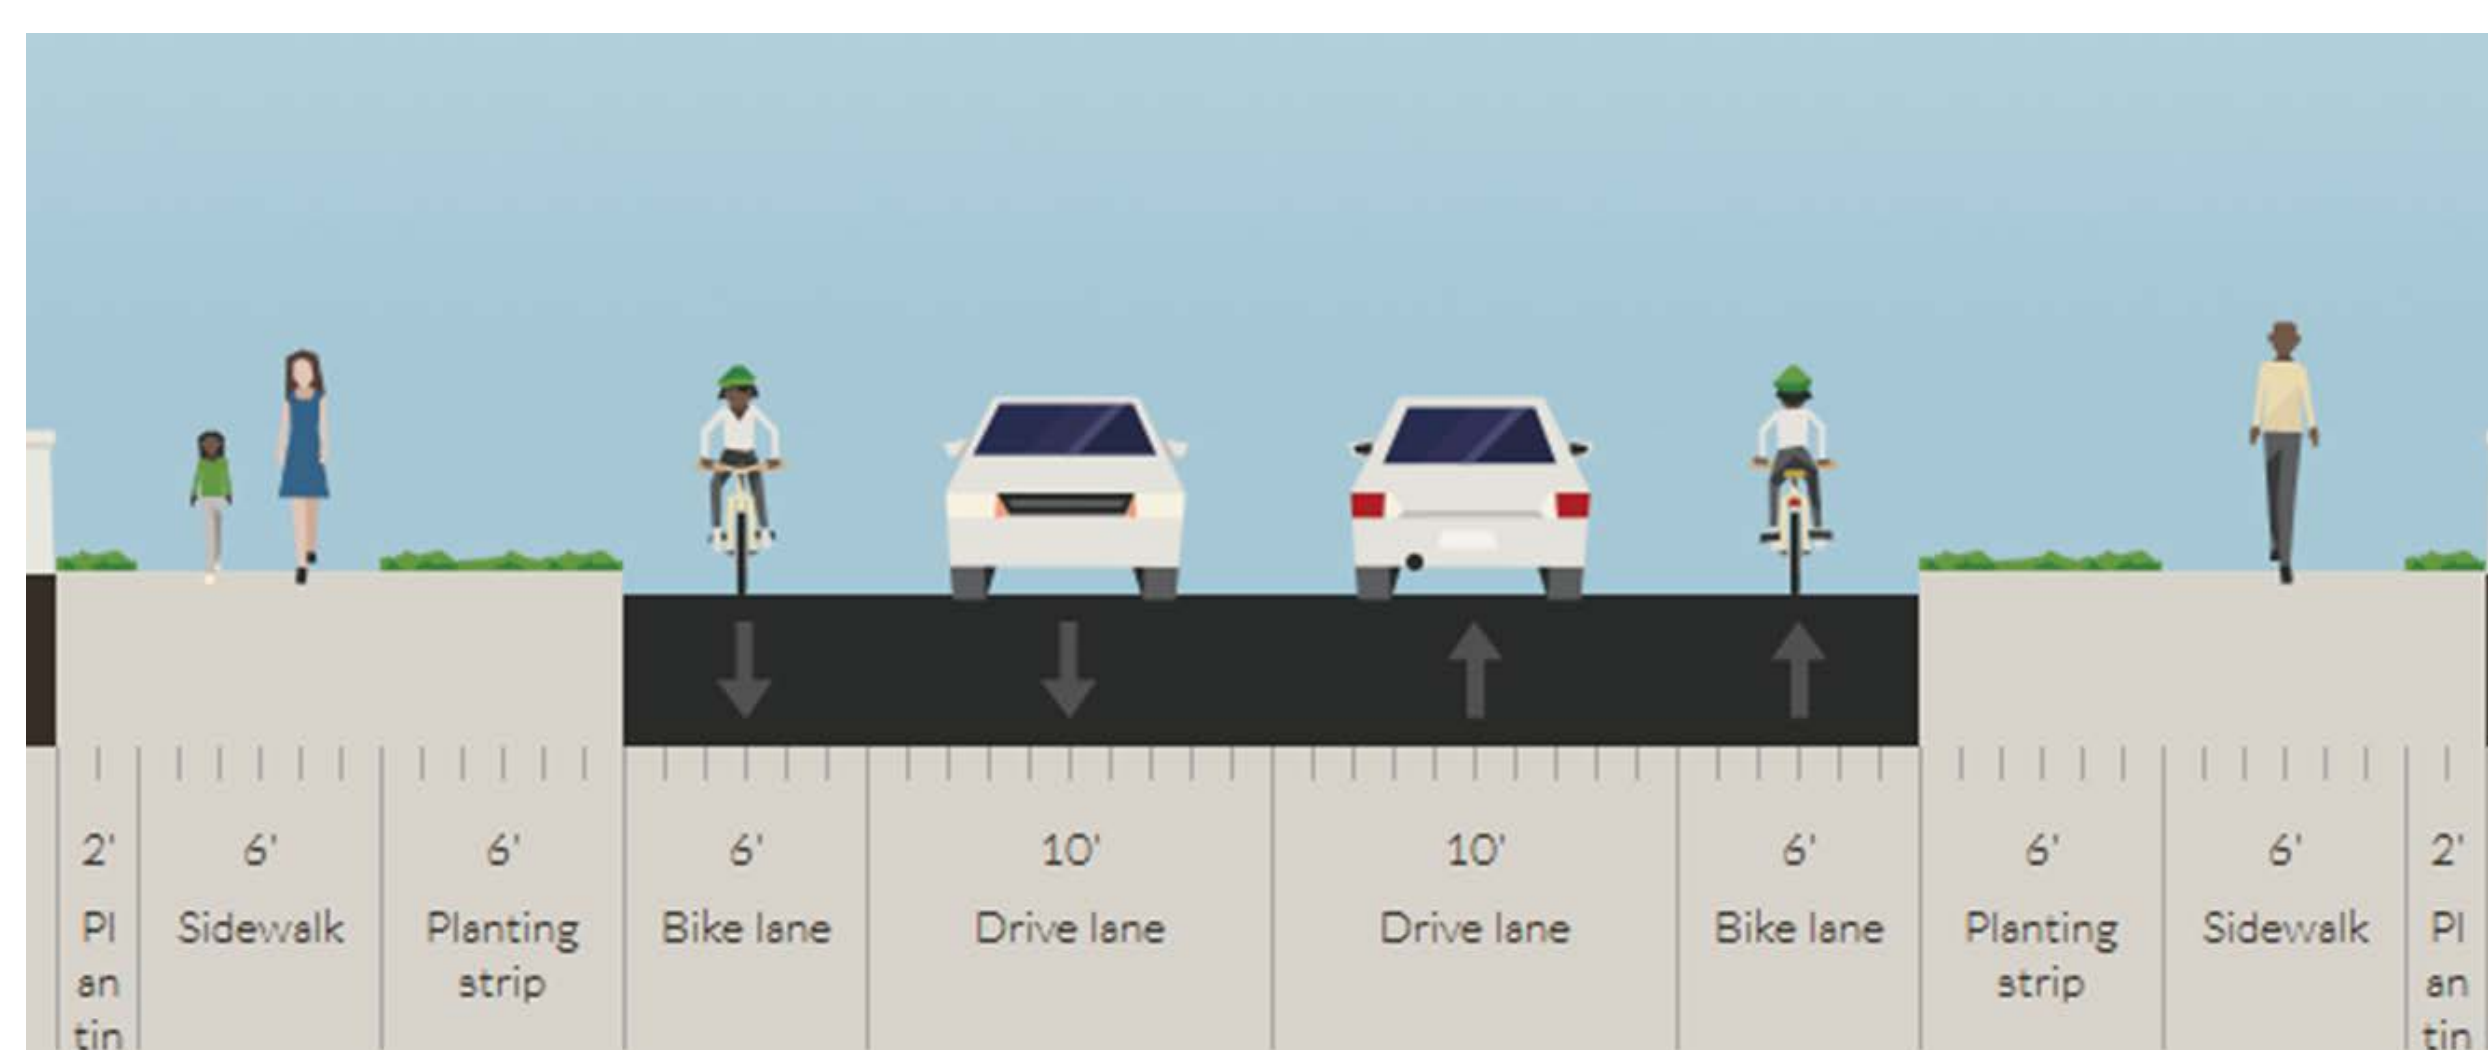 2' 6' 6' 6' 10' 10' 6' 6' 6' 2'
Pl Sidewalk Planting Bike lane Drive lane Drive lane Bike lane Planting Sidewalk Pl
an strip strip an
tin tin